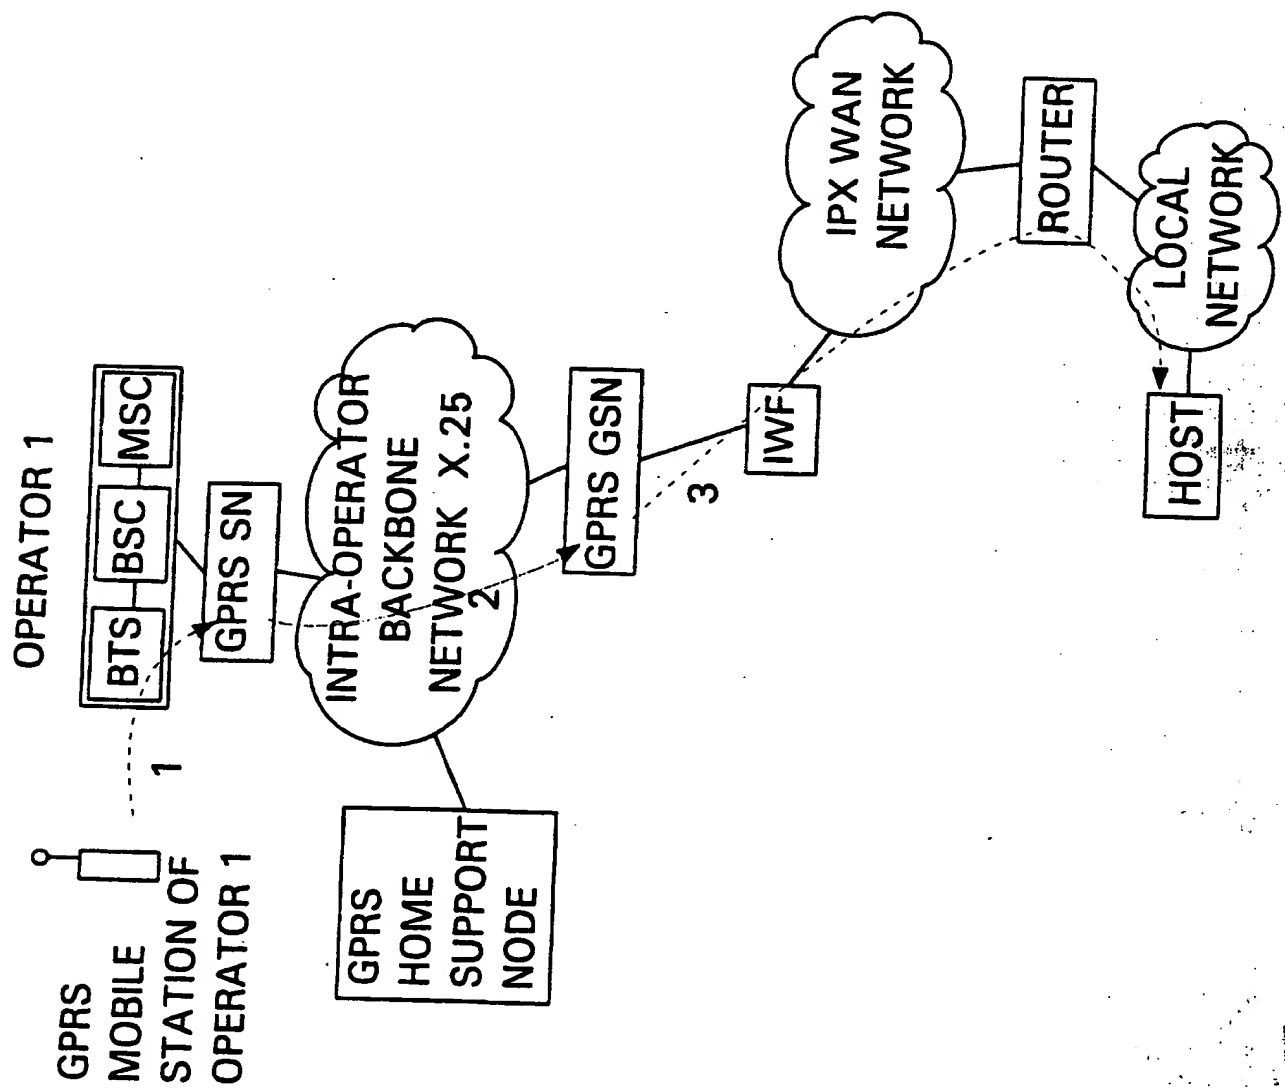 OPERATOR 1
GPRS
MOBILE
STATION OF
OPERATOR 1
1
BTS
BSC
MSC
GPRS SN
INTRA-OPERATOR
BACKBONE
NETWORK X.25
2
GPRS
HOME
SUPPORT
NODE
GPRS GSN
3
IWF
IPX WAN
NETWORK
ROUTER
LOCAL
NETWORK
HOST